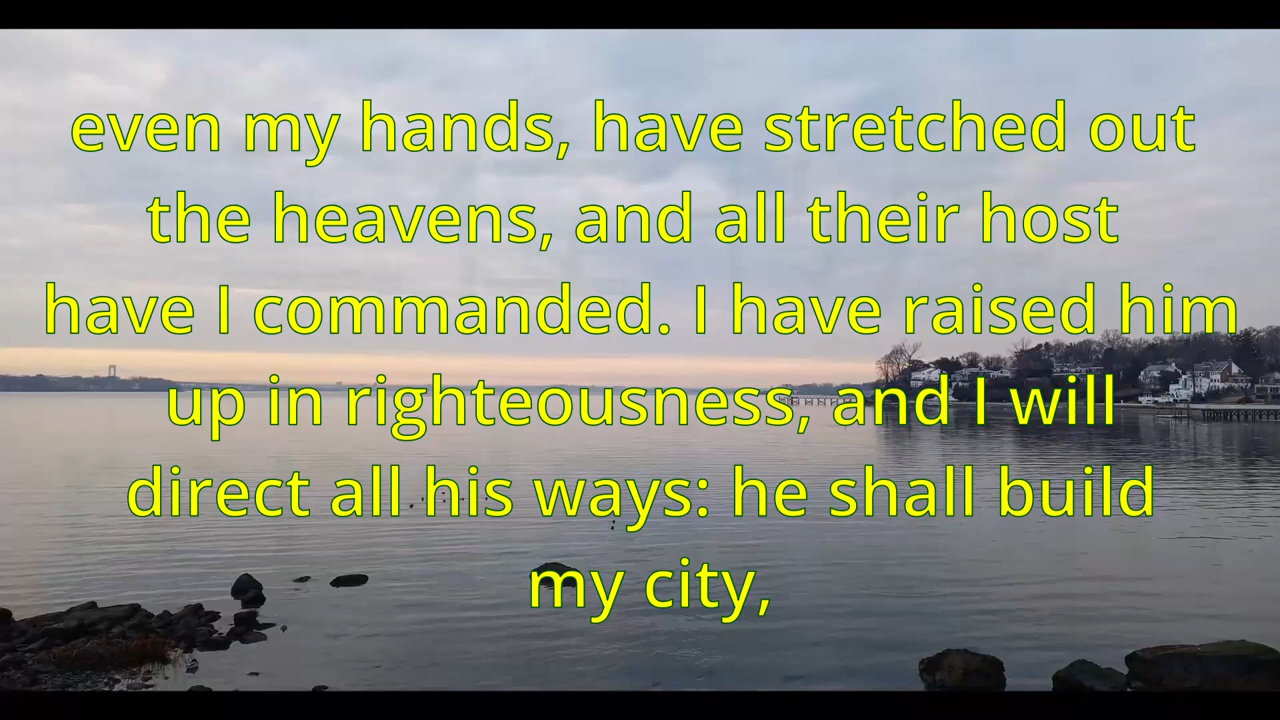 even my hands, have stretched out
the heavens, and all their host
have I commanded. I have raised him
up in righteousness, and I will
direct all his ways: he shall build
my city,